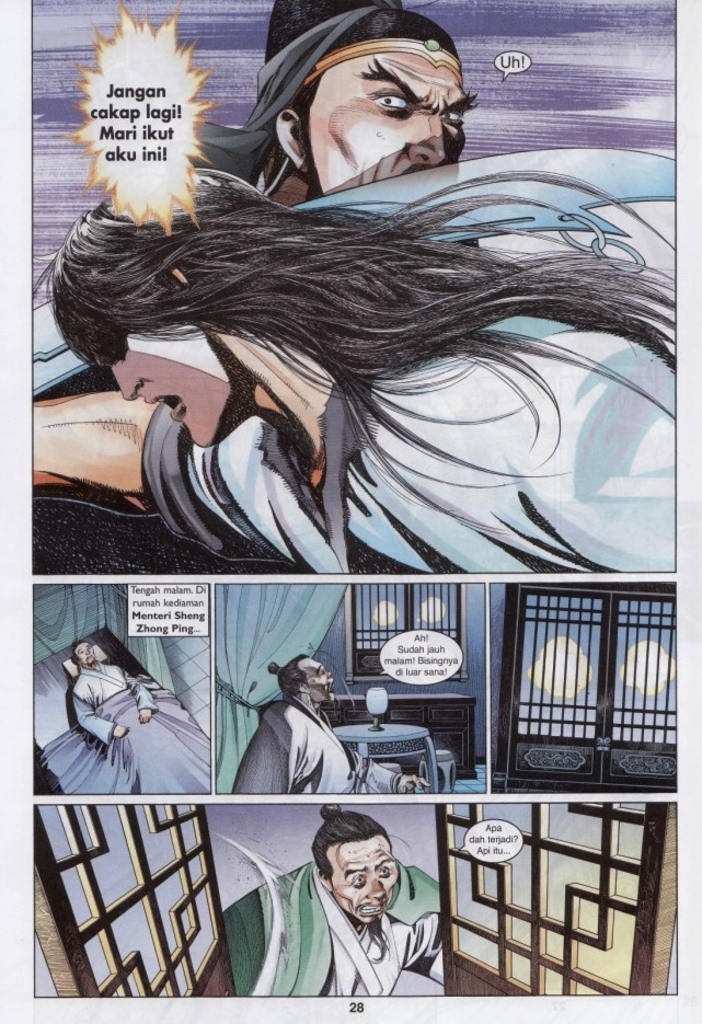 Jangan
cakap lagi!
Mari ikut
aku ini!
Uh!
Tengah malam. Di
rumah kediaman
Menteri Sheng
Zhong Ping...
Ah!
Sudah jauh
malam! Bisingnya
di luar sana!
Apa
dah terjadi?
Api itu...
28